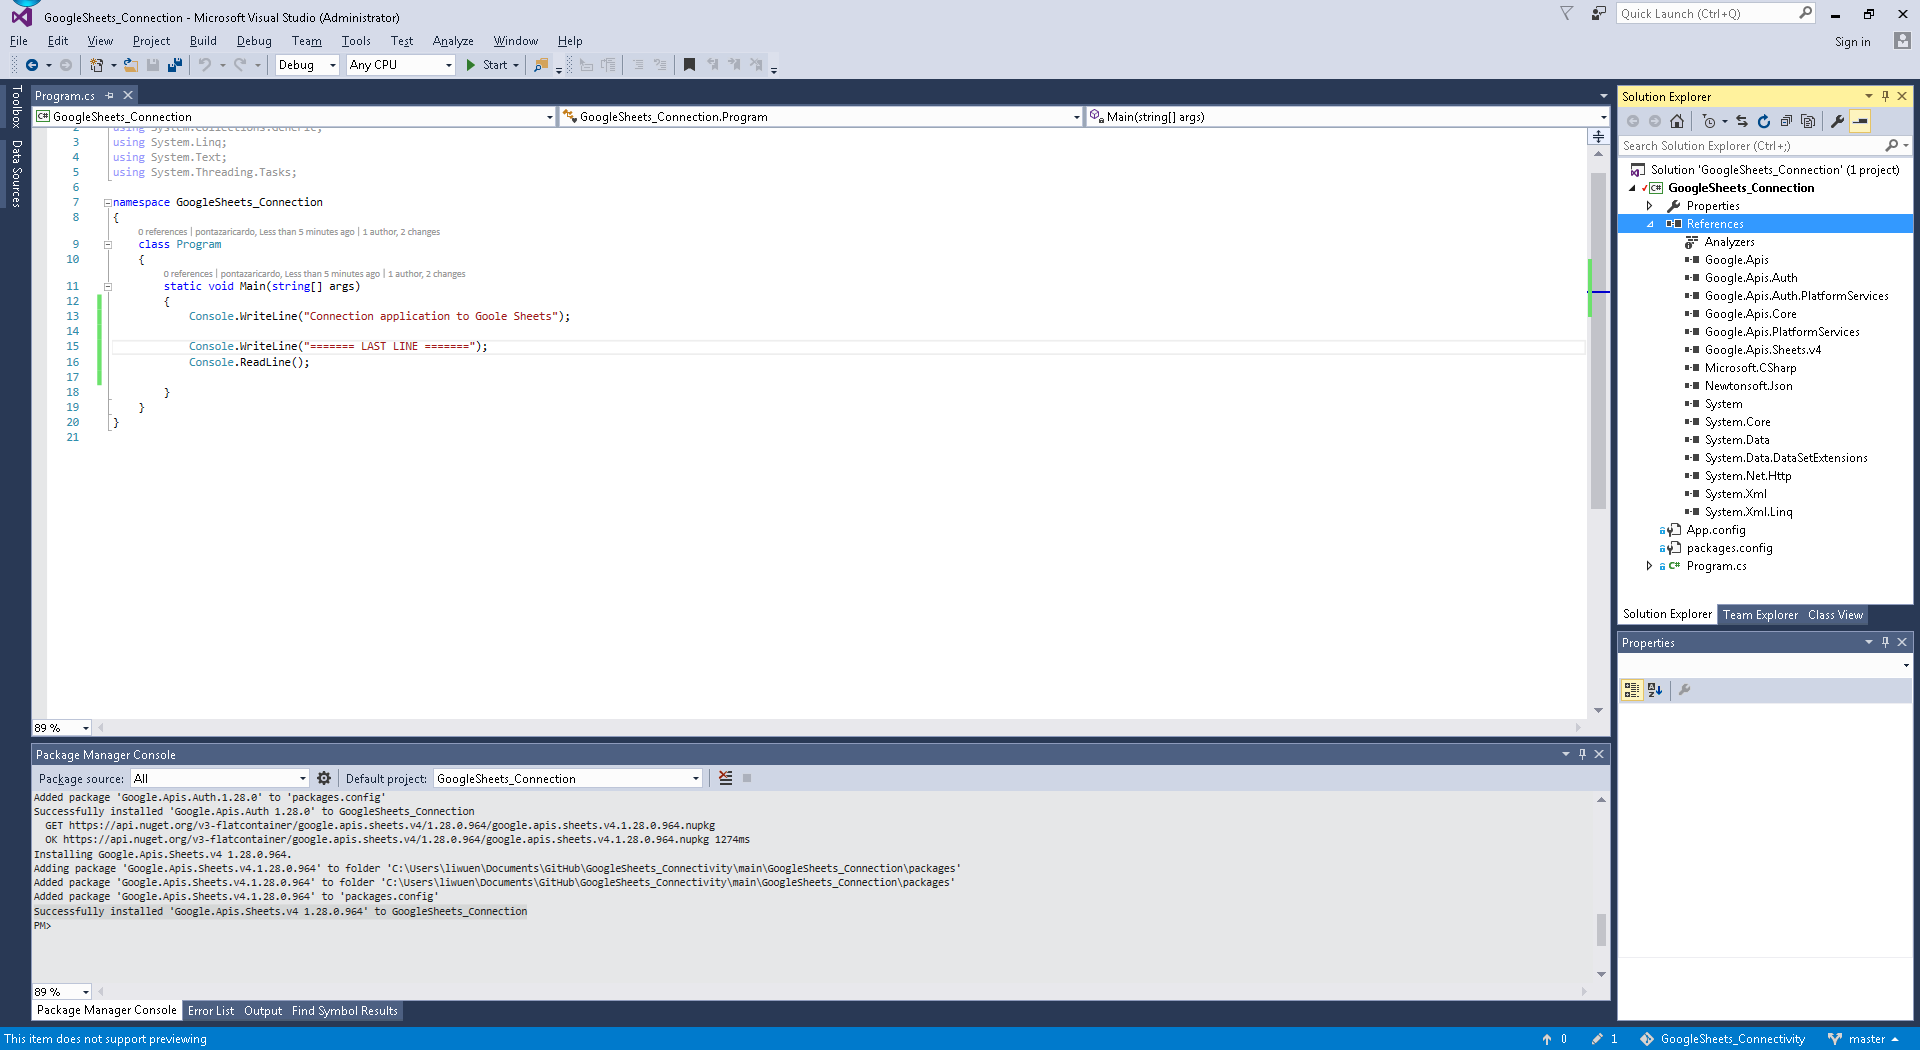 GoogleSheets_Connection - Microsoft Visual Studio (Administrator)
Quick Launch (Ctrl+Q)
File Edit View Project Build Debug Team Tools Test Analyze Window Help
Sign in
Debug Any CPU Start
Toolbox
Data Sources
Program.cs
GoogleSheets_Connection GoogleSheets_Connection.Program Main(string[] args)
2 using System.Collections.Generic;
3 using System.Linq;
4 using System.Text;
5 using System.Threading.Tasks;
6
7 namespace GoogleSheets_Connection
8 {
0 references | pontazaricardo, Less than 5 minutes ago | 1 author, 2 changes
9 class Program
10 {
0 references | pontazaricardo, Less than 5 minutes ago | 1 author, 2 changes
11 static void Main(string[] args)
12 {
13 Console.WriteLine("Connection application to Goole Sheets");
14
15 Console.WriteLine("======= LAST LINE =======");
16 Console.ReadLine();
17
18 }
19 }
20 }
21
89 %
Package Manager Console
Package source: All Default project: GoogleSheets_Connection
Added package 'Google.Apis.Auth.1.28.0' to 'packages.config'
Successfully installed 'Google.Apis.Auth 1.28.0' to GoogleSheets_Connection
GET https://api.nuget.org/v3-flatcontainer/google.apis.sheets.v4/1.28.0.964/google.apis.sheets.v4.1.28.0.964.nupkg
OK https://api.nuget.org/v3-flatcontainer/google.apis.sheets.v4/1.28.0.964/google.apis.sheets.v4.1.28.0.964.nupkg 1274ms
Installing Google.Apis.Sheets.v4 1.28.0.964.
Adding package 'Google.Apis.Sheets.v4.1.28.0.964' to folder 'C:\Users\liwuen\Documents\GitHub\GoogleSheets_Connectivity\main\GoogleSheets_Connection\packages'
Added package 'Google.Apis.Sheets.v4.1.28.0.964' to folder 'C:\Users\liwuen\Documents\GitHub\GoogleSheets_Connectivity\main\GoogleSheets_Connection\packages'
Added package 'Google.Apis.Sheets.v4.1.28.0.964' to 'packages.config'
Successfully installed 'Google.Apis.Sheets.v4 1.28.0.964' to GoogleSheets_Connection
PM>
89 %
Package Manager Console Error List Output Find Symbol Results
Solution Explorer
Search Solution Explorer (Ctrl+;)
Solution 'GoogleSheets_Connection' (1 project)
C# GoogleSheets_Connection
Properties
References
Analyzers
Google.Apis
Google.Apis.Auth
Google.Apis.Auth.PlatformServices
Google.Apis.Core
Google.Apis.PlatformServices
Google.Apis.Sheets.v4
Microsoft.CSharp
Newtonsoft.Json
System
System.Core
System.Data
System.Data.DataSetExtensions
System.Net.Http
System.Xml
System.Xml.Linq
App.config
packages.config
C# Program.cs
Solution Explorer Team Explorer Class View
Properties
This item does not support previewing
0 1 GoogleSheets_Connectivity master